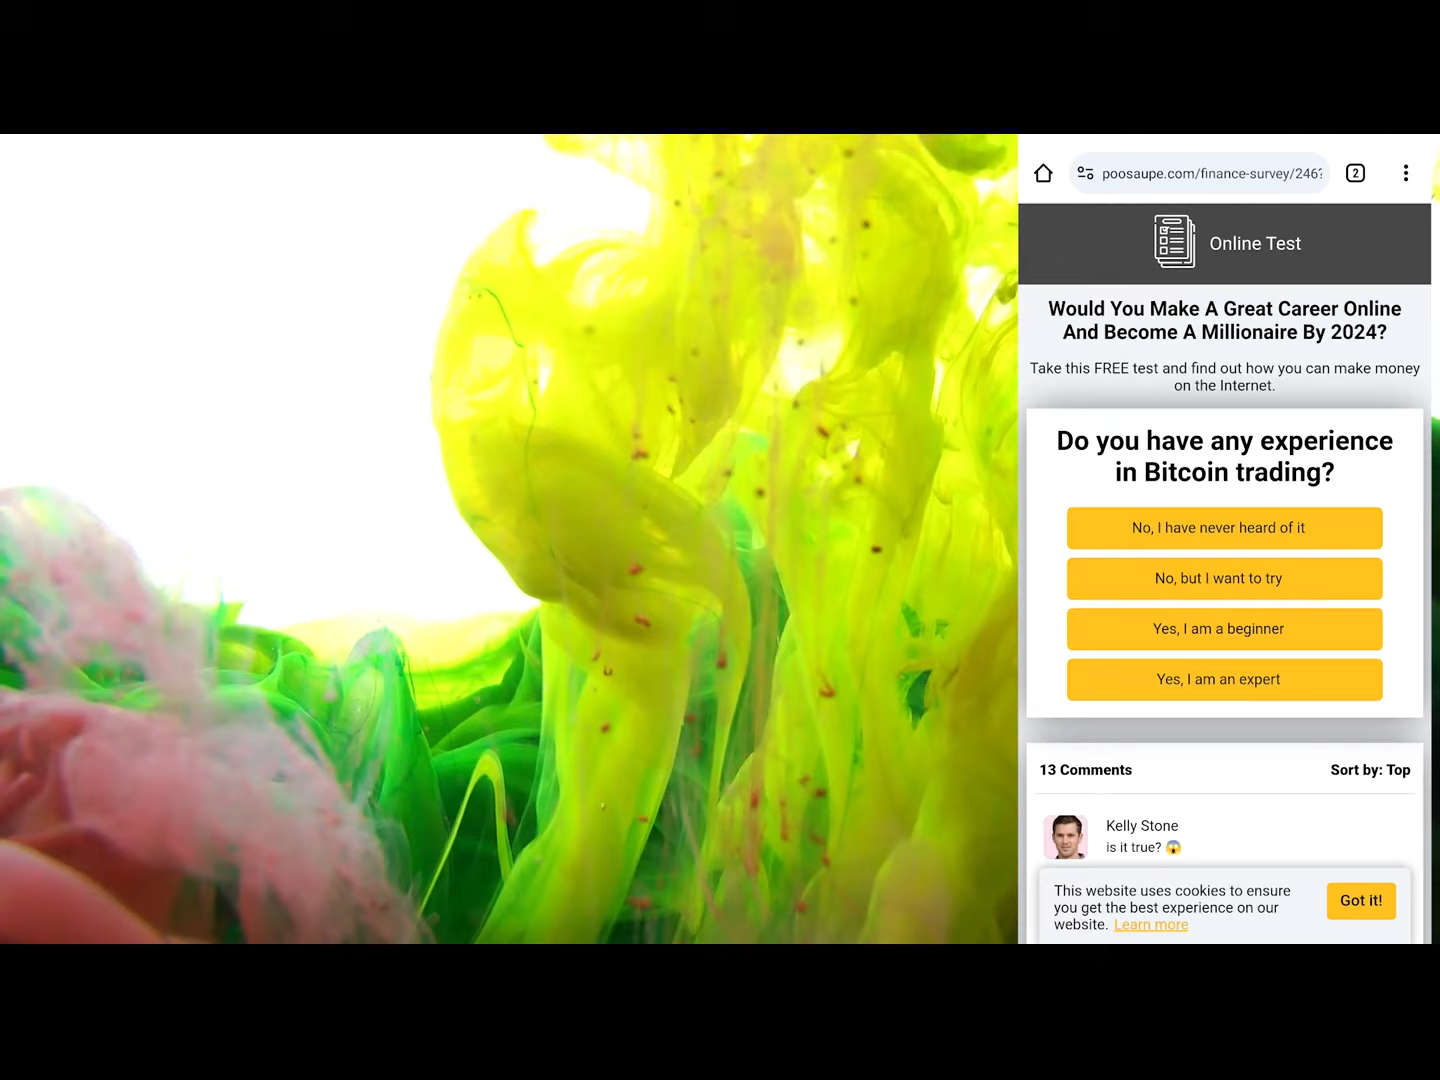 poosaupe.com/finance-survey/246?
2
Online Test
Would You Make A Great Career Online
And Become A Millionaire By 2024?
Take this FREE test and find out how you can make money
on the Internet.
Do you have any experience
in Bitcoin trading?
No, I have never heard of it
No, but I want to try
Yes, I am a beginner
Yes, I am an expert
13 Comments
Sort by: Top
Kelly Stone
is it true? 😱
This website uses cookies to ensure
you get the best experience on our
website. Learn more
Got it!